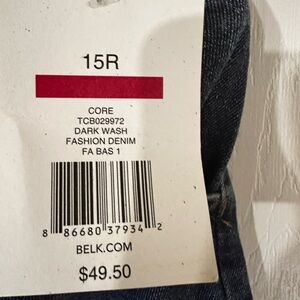 15R
CORE
TCB029972
DARK WASH
FASHION DENIM
FA BAS 1
8 86680 37934 2
BELK.COM
$49.50